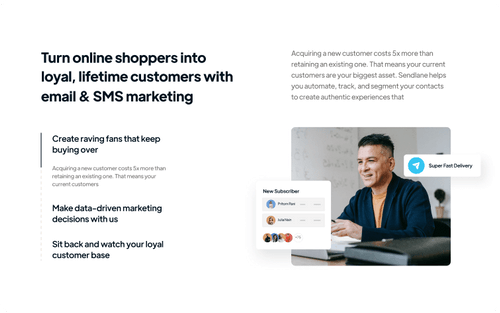 Turn online shoppers into
loyal, lifetime customers with
email & SMS marketing
Acquiring a new customer costs 5x more than
retaining an existing one. That means your current
customers are your biggest asset. Sendlane helps
you automate, track, and segment your contacts
to create authentic experiences that
Create raving fans that keep
buying over
Acquiring a new customer costs 5x more than
retaining an existing one. That means your
current customers
Make data-driven marketing
decisions with us
Sit back and watch your loyal
customer base
Super Fast Delivery
New Subscriber